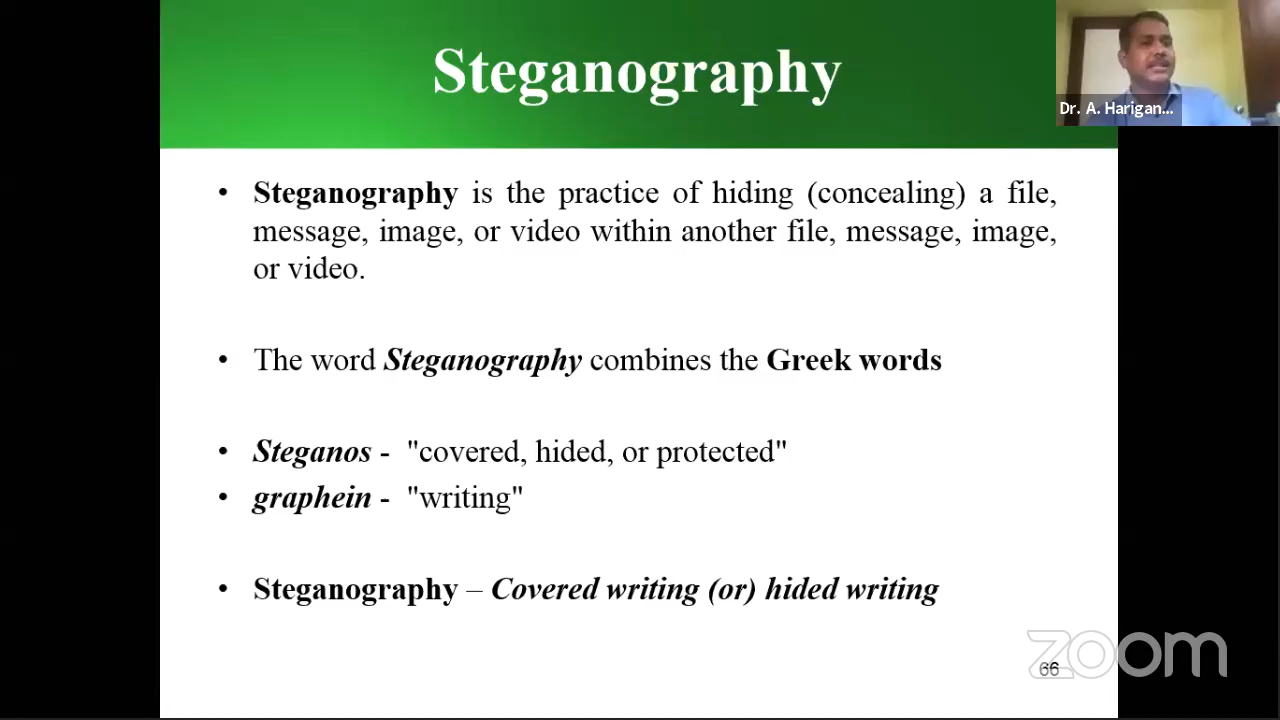 Steganography
Dr. A. Harigan...
• Steganography is the practice of hiding (concealing) a file,
message, image, or video within another file, message, image,
or video.
• The word Steganography combines the Greek words
• Steganos - "covered, hided, or protected"
• graphein - "writing"
• Steganography – Covered writing (or) hided writing
zoom
66